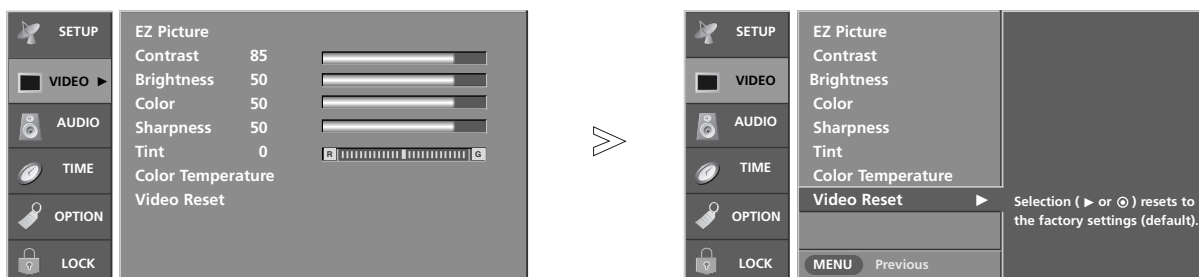 SETUP
VIDEO ►
AUDIO
TIME
OPTION
LOCK
EZ Picture
Contrast 85
Brightness 50
Color 50
Sharpness 50
Tint 0 R G
Color Temperature
Video Reset
SETUP
VIDEO
AUDIO
TIME
OPTION
LOCK
EZ Picture
Contrast
Brightness
Color
Sharpness
Tint
Color Temperature
Video Reset ►
MENU Previous
Selection ( ► or ⊙ ) resets to
the factory settings (default).